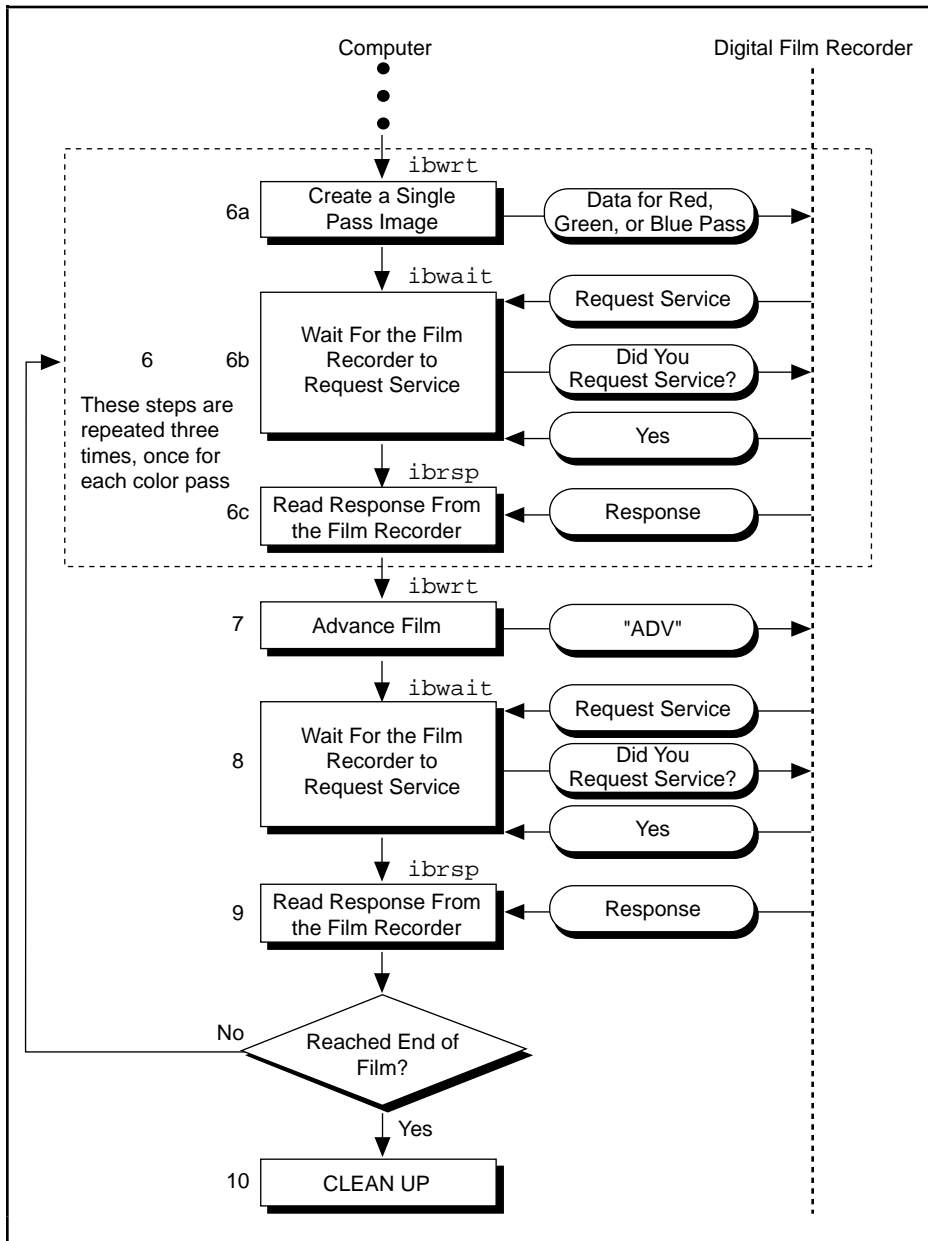 Computer
Digital Film Recorder
ibwrt
6a
Create a Single
Pass Image
Data for Red,
Green, or Blue Pass
ibwait
6
6b
Wait For the Film
Recorder to
Request Service
Request Service
Did You
Request Service?
Yes
These steps are
repeated three
times, once for
each color pass
ibrsp
6c
Read Response From
the Film Recorder
Response
ibwrt
7
Advance Film
"ADV"
ibwait
8
Wait For the Film
Recorder to
Request Service
Request Service
Did You
Request Service?
Yes
ibrsp
9
Read Response From
the Film Recorder
Response
No
Reached End of
Film?
Yes
10
CLEAN UP